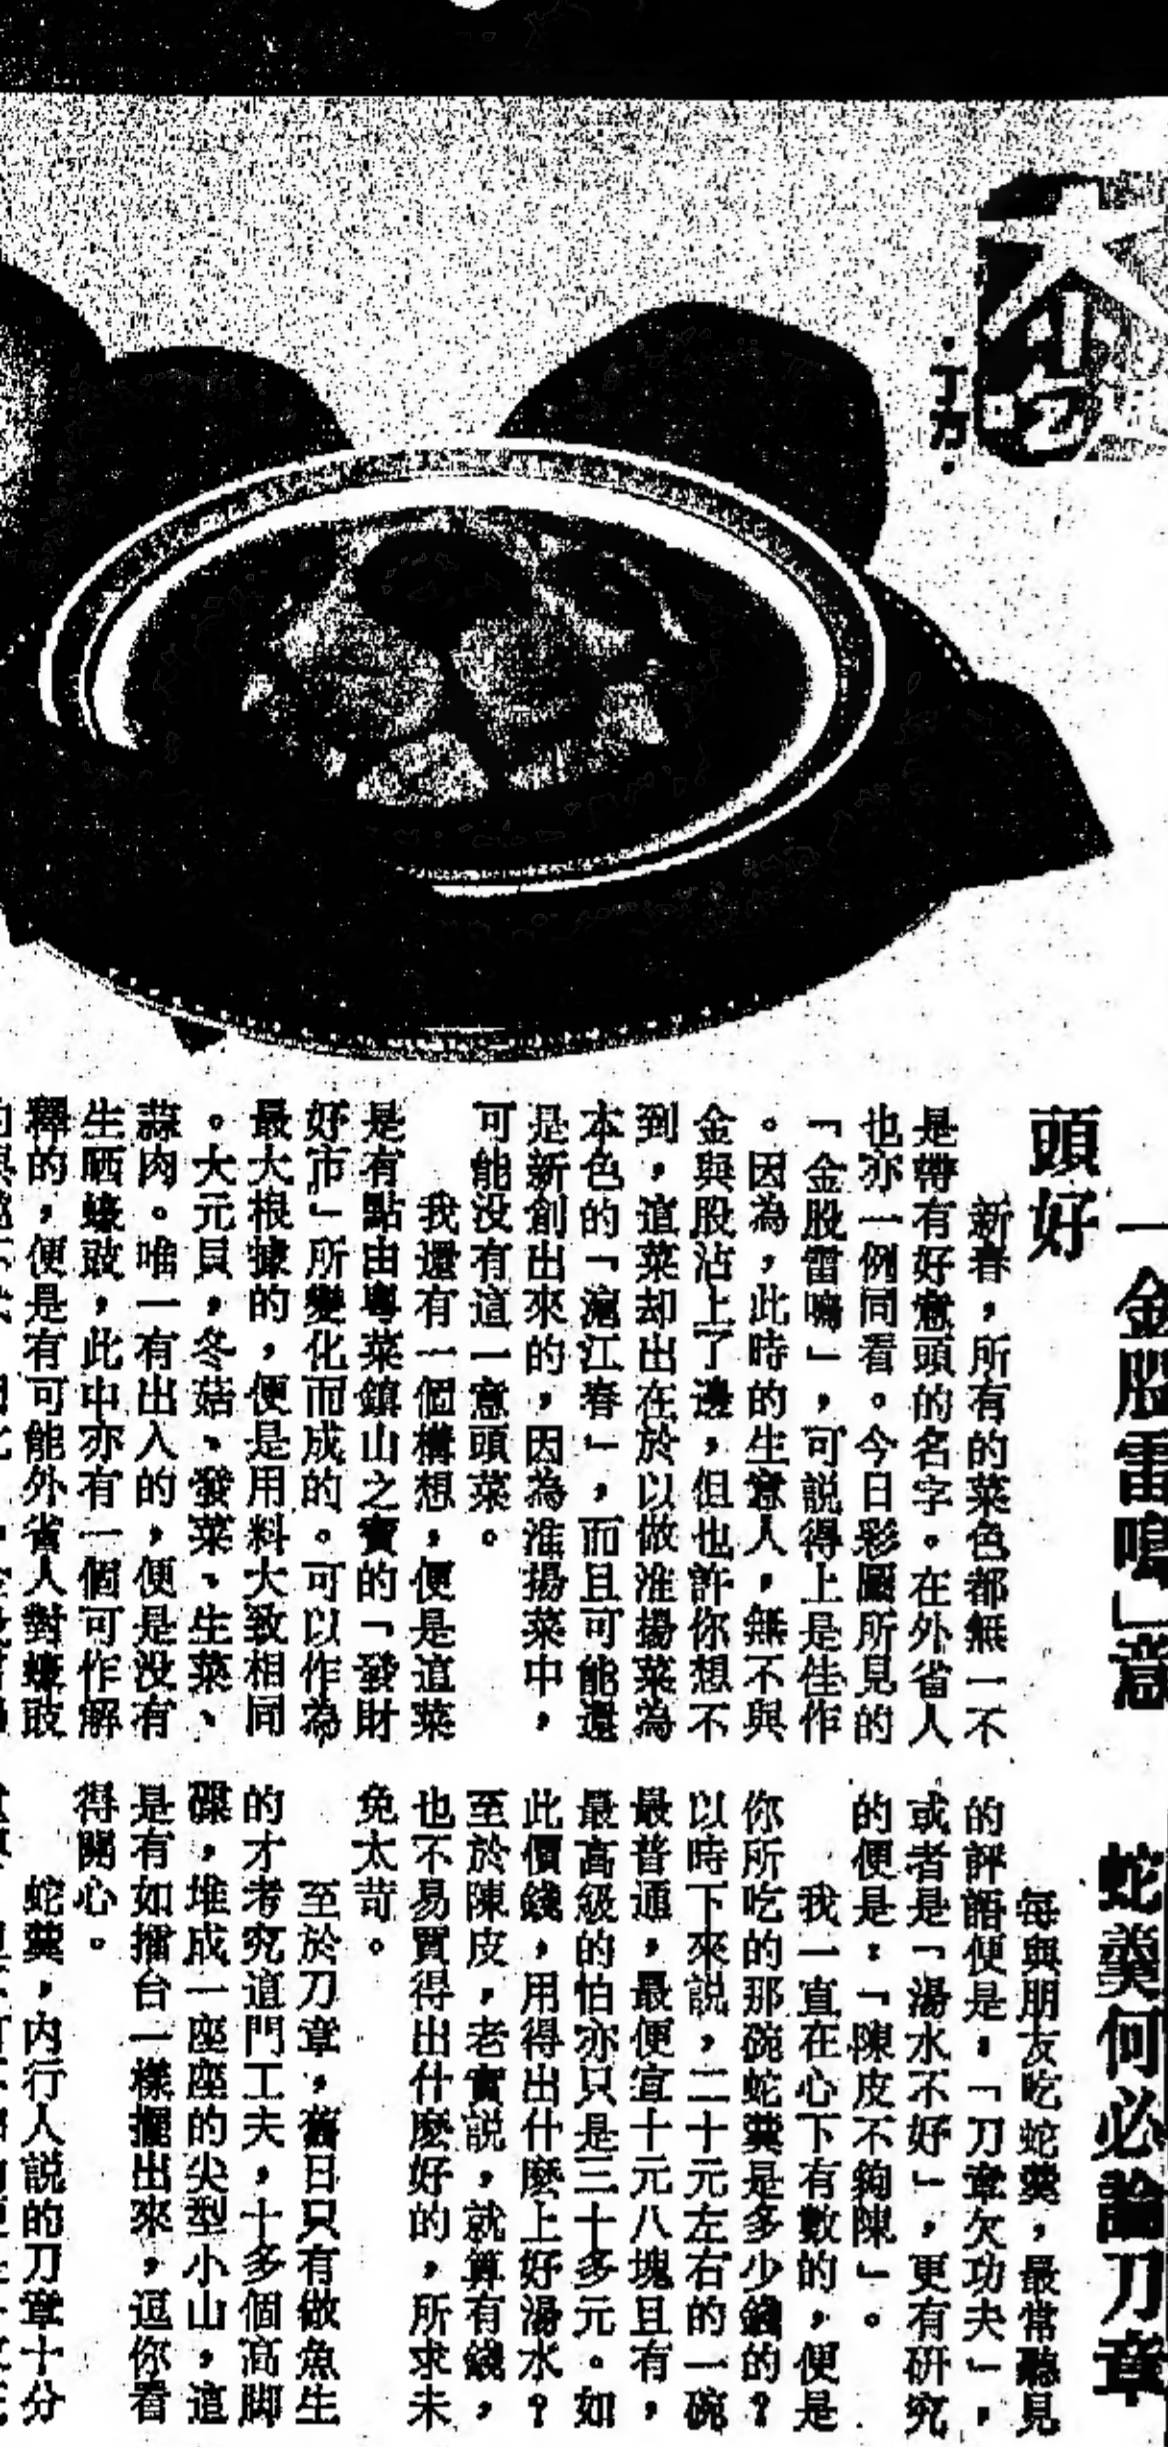 大小吃
·丁方·
「金股雷鳴」意
頭好
新春，所有的菜色都無一不
是帶有好意頭的名字。在外省人
也亦一例同看。今日彩圖所見的
「金股雷鳴」，可説得上是佳作
。因為，此時的生意人，無不與
金與股沾上了邊，但也許你想不
到，這菜却出在於以做淮揚菜為
本色的「滬江春」，而且可能還
是新創出來的，因為淮揚菜中，
可能没有這一意頭菜。
我還有一個構想，便是這菜
是有點由粤菜鎮山之寶的「發財
好市」所變化而成的。可以作為
最大根據的，便是用料大致相同
。大元貝，冬菇、發菜、生菜、
蒜肉。唯一有出入的，便是没有
生晒蠔豉，此中亦有一個可作解
釋的，便是有可能外省人對蠔豉
蛇羹何必論刀章
每與朋友吃蛇羹，最常聽見
的評語便是，「刀章欠功夫」，
或者是「湯水不好」，更有研究
的便是：「陳皮不夠陳」。
我一直在心下有數的，便是
你所吃的那碗蛇羹是多少錢的？
以時下來説，二十元左右的一碗
最普通，最便宜十元八塊且有，
最高級的怕亦只是三十多元。如
此價錢，用得出什麼上好湯水？
至於陳皮，老實説，就算有錢，
也不易買得出什麼好的，所求未
免太苛。
至於刀章，舊日只有做魚生
的才考究這門工夫，十多個高脚
碟，堆成一座座的尖型小山，這
是有如擂台一樣擺出來，逗你看
得開心。
蛇羹，内行人説的刀章十分